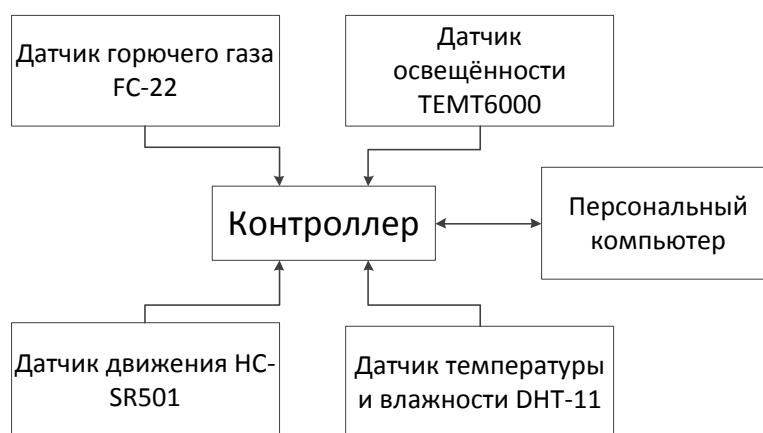 Датчик горючего газа
FC-22
Датчик
освещённости
TEMT6000
Контроллер
Персональный
компьютер
Датчик движения HC-
SR501
Датчик температуры
и влажности DHT-11